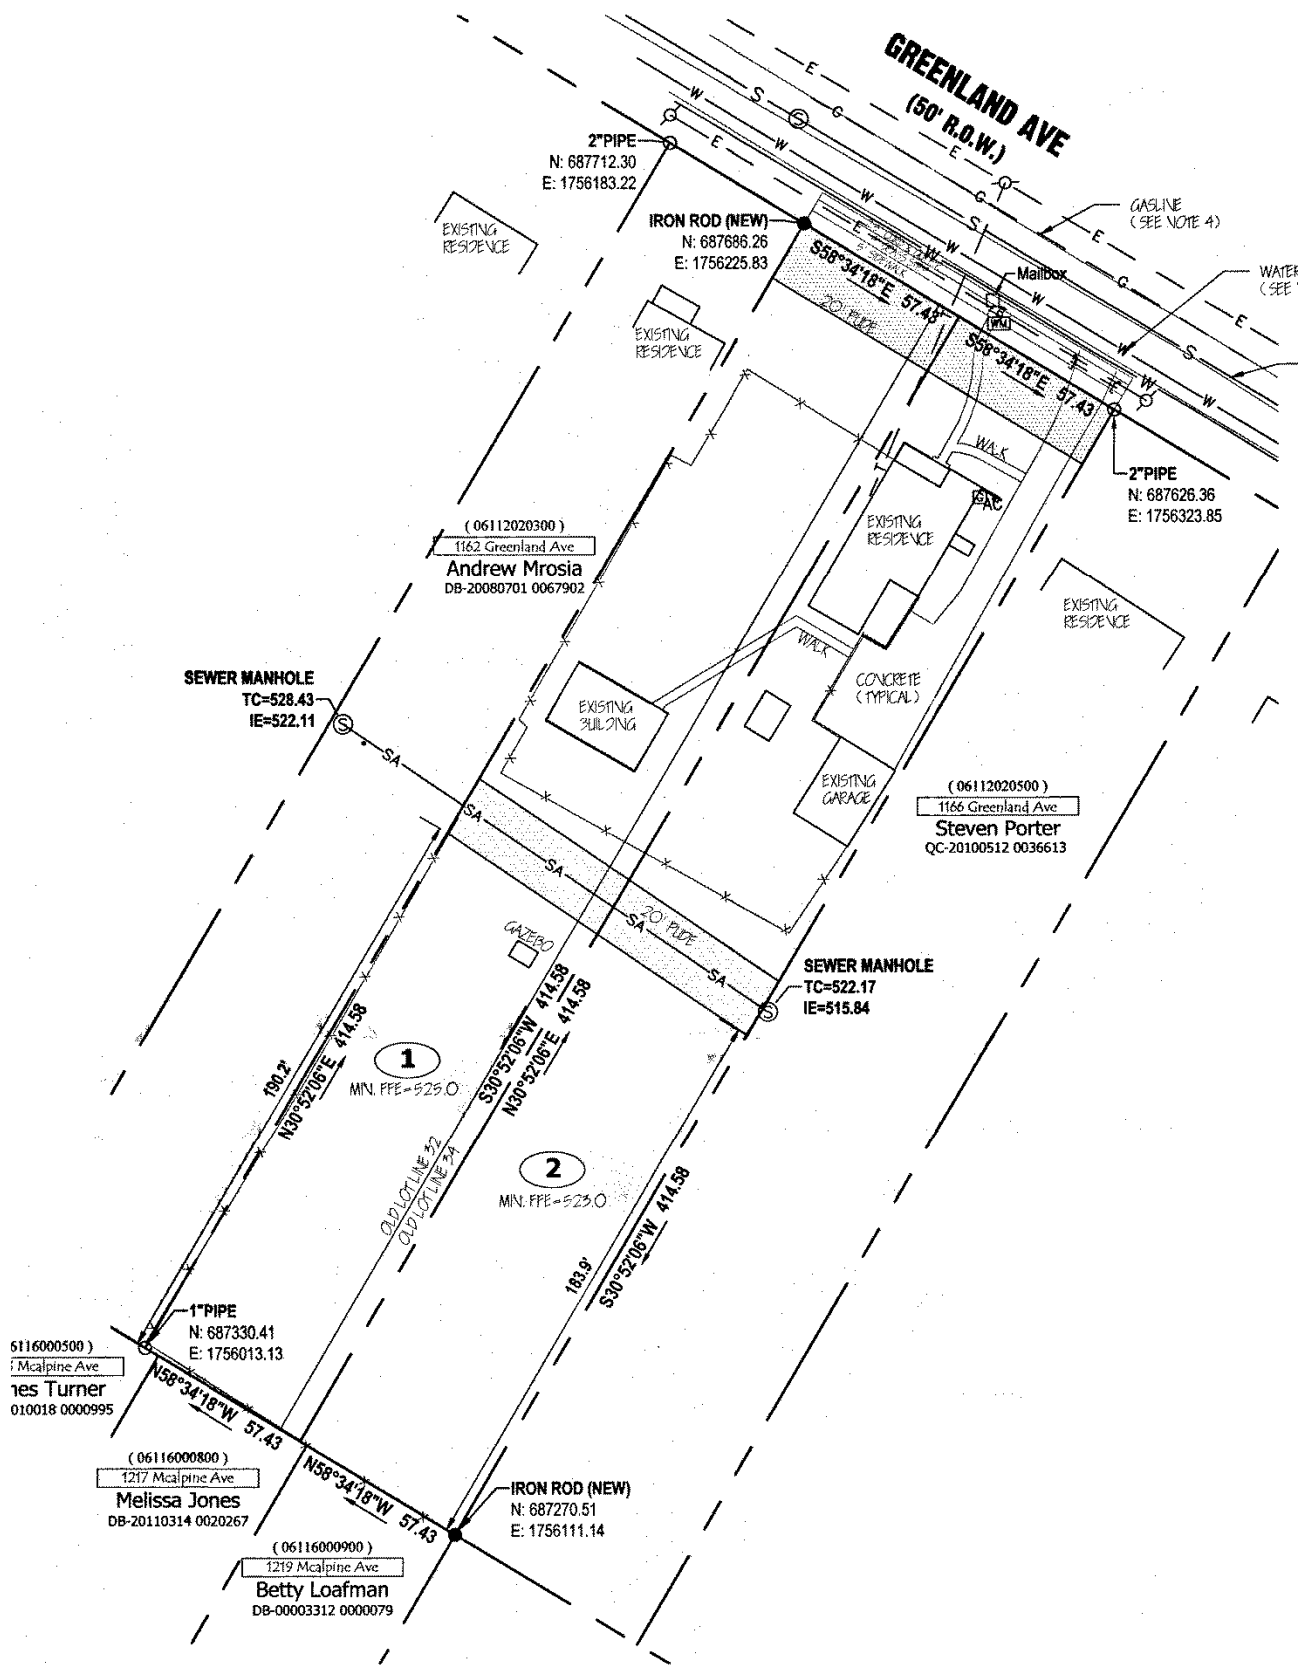 GREENLAND AVE
(50' R.O.W.)
2"PIPE
N: 687712.30
E: 1756183.22
EXISTING
RESIDENCE
IRON ROD (NEW)
N: 687686.26
E: 1756225.83
GASLINE
(SEE NOTE 4)
WATER
(SEE
Mailbox
WM
S58°34'18"E 57.43'
20' PUDE
S58°34'18"E 57.43
EXISTING
RESIDENCE
WALK
2"PIPE
N: 687626.36
E: 1756323.85
AC
EXISTING
RESIDENCE
(06112020300)
1162 Greenland Ave
Andrew Mrosia
DB-20080701 0067902
EXISTING
RESIDENCE
WALK
SEWER MANHOLE
TC=528.43
IE=522.11
CONCRETE
(TYPICAL)
EXISTING
BUILDING
EXISTING
GARAGE
(06112020500)
1166 Greenland Ave
Steven Porter
QC-20100512 0036613
SA
SA
SA
SA
SA
20' PUDE
GAZEBO
SEWER MANHOLE
TC=522.17
IE=515.84
190.2'
N30°52'06"E 414.58
1
MIN. FFE=525.0
S30°52'06"W 414.58
N30°52'06"E 414.58
OLD LOT LINE 32
OLD LOT LINE 34
2
MIN. FFE=523.0
183.9'
S30°52'06"W 414.58
1"PIPE
N: 687330.41
E: 1756013.13
6116000500)
Mcalpine Ave
nes Turner
010018 0000995
N58°34'18"W 57.43
N58°34'18"W 57.43
(06116000800)
1217 Mcalpine Ave
Melissa Jones
DB-20110314 0020267
IRON ROD (NEW)
N: 687270.51
E: 1756111.14
(06116000900)
1219 Mcalpine Ave
Betty Loafman
DB-00003312 0000079